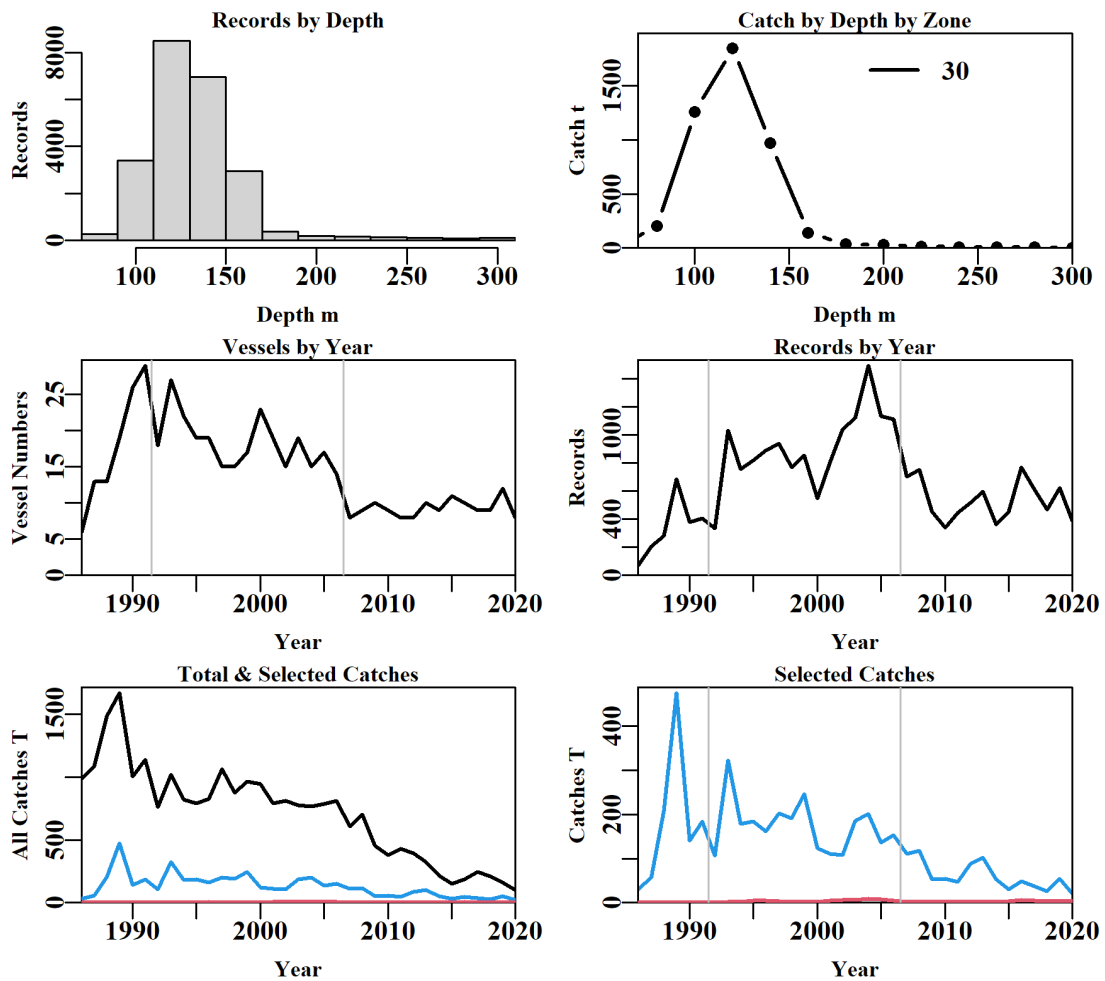 Records by Depth
Records
0 4000 8000
100 150 200 250 300
Depth m
Catch by Depth by Zone
Catch t
0 500 1500
30
100 150 200 250 300
Depth m
Vessels by Year
Vessel Numbers
0 5 15 25
1990 2000 2010 2020
Year
Records by Year
Records
0 400 1000
1990 2000 2010 2020
Year
Total & Selected Catches
All Catches T
0 500 1500
1990 2000 2010 2020
Year
Selected Catches
Catches T
0 200 400
1990 2000 2010 2020
Year